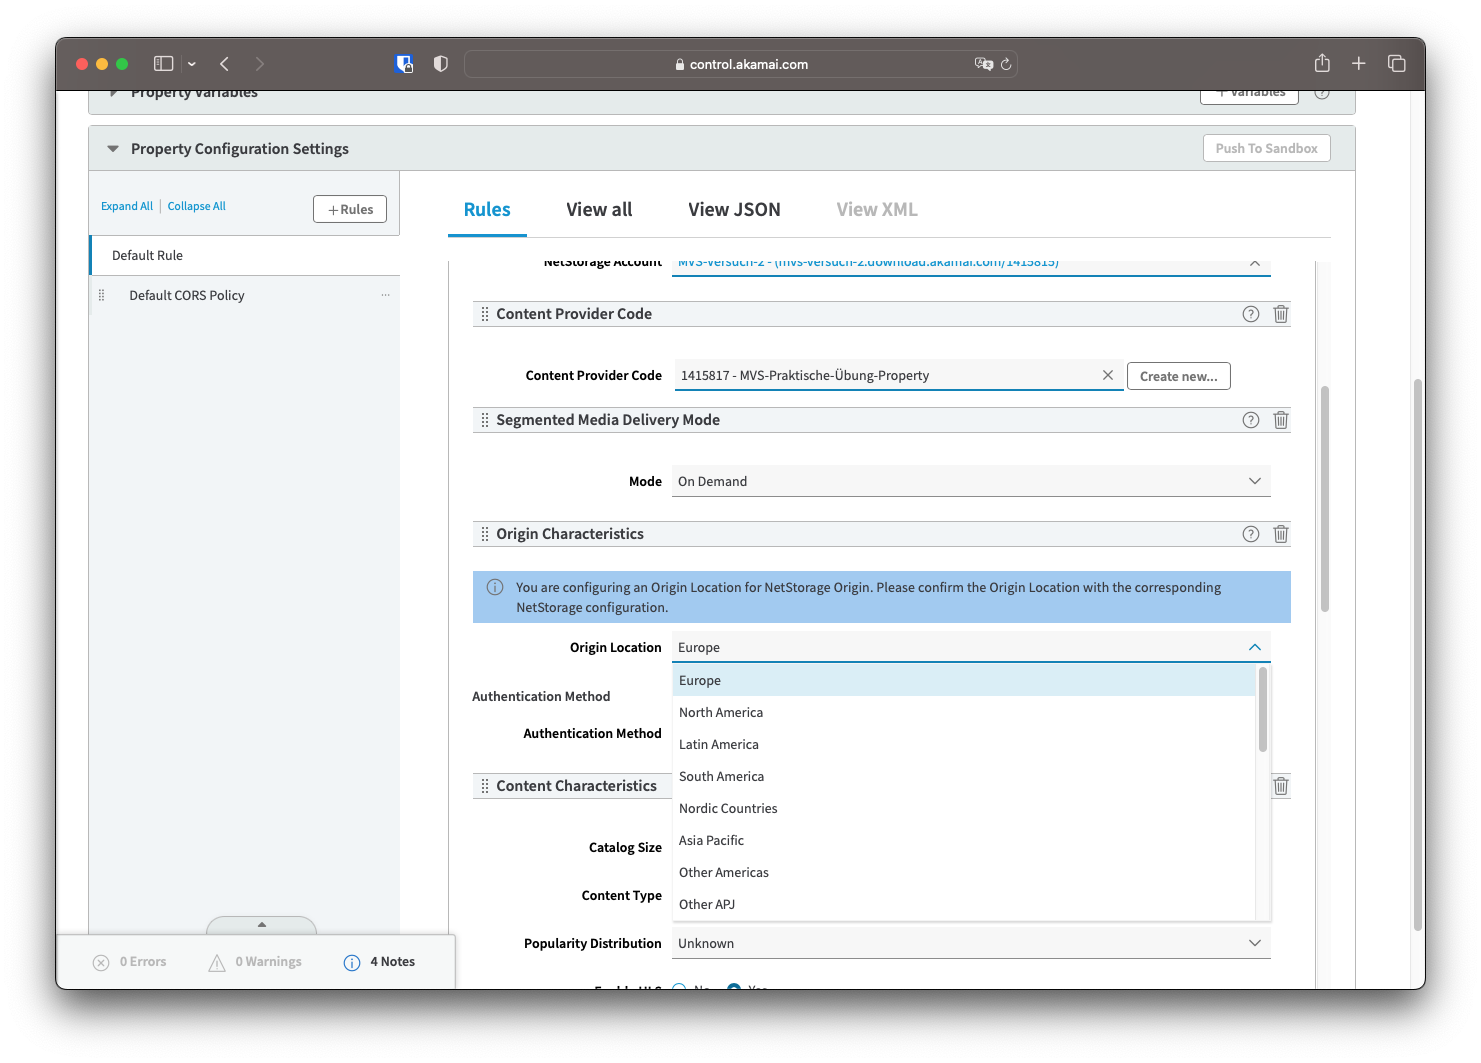 control.akamai.com
Property Variables
+ Variables
Property Configuration Settings
Push To Sandbox
Expand All | Collapse All
+ Rules
Rules
View all
View JSON
View XML
Default Rule
Default CORS Policy
NetStorage Account
MVS-Versuch-2 - (mvs-versuch-2.download.akamai.com/1415815)
Content Provider Code
Content Provider Code
1415817 - MVS-Praktische-Übung-Property
Create new...
Segmented Media Delivery Mode
Mode
On Demand
Origin Characteristics
You are configuring an Origin Location for NetStorage Origin. Please confirm the Origin Location with the corresponding
NetStorage configuration.
Origin Location
Europe
Europe
North America
Latin America
South America
Nordic Countries
Asia Pacific
Other Americas
Other APJ
Authentication Method
Authentication Method
Content Characteristics
Catalog Size
Content Type
Popularity Distribution
Unknown
Enable HLS
No
Yes
0 Errors
0 Warnings
4 Notes